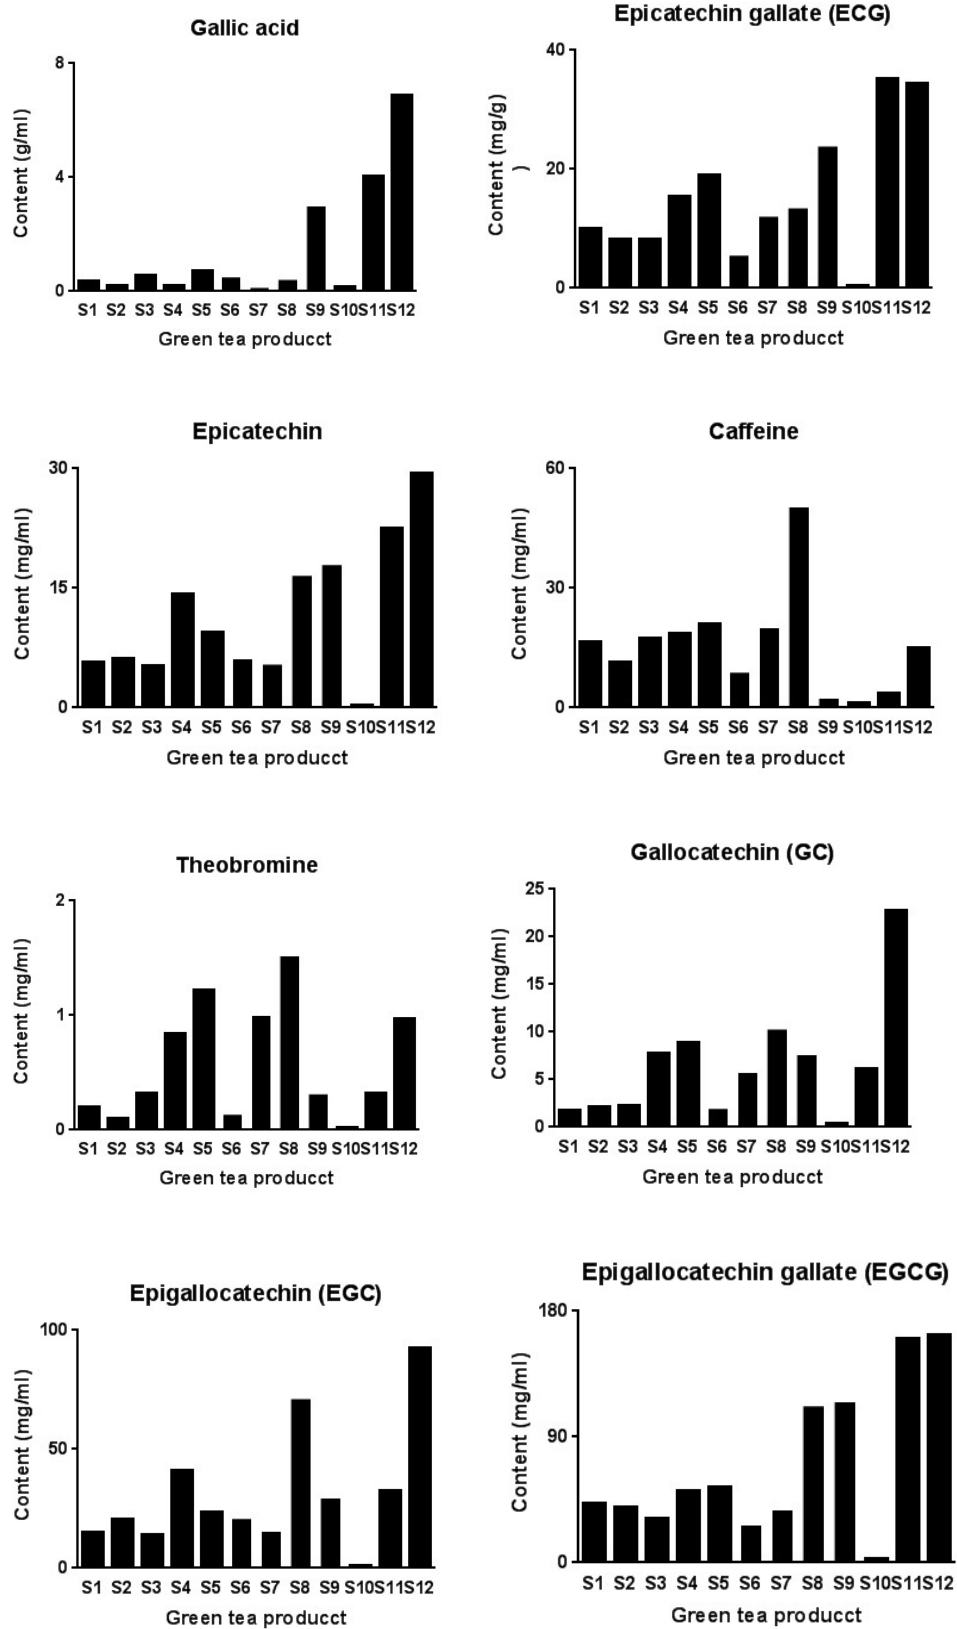 Gallic acid
8
4
0
Content (g/ml)
S1 S2 S3 S4 S5 S6 S7 S8 S9 S10 S11 S12
Green tea producct
Epicatechin gallate (ECG)
40
20
0
Content (mg/g)
)
S1 S2 S3 S4 S5 S6 S7 S8 S9 S10 S11 S12
Green tea producct
Epicatechin
30
15
0
Content (mg/ml)
S1 S2 S3 S4 S5 S6 S7 S8 S9 S10 S11 S12
Green tea producct
Caffeine
60
30
0
Content (mg/ml)
S1 S2 S3 S4 S5 S6 S7 S8 S9 S10 S11 S12
Green tea producct
Theobromine
2
1
0
Content (mg/ml)
S1 S2 S3 S4 S5 S6 S7 S8 S9 S10 S11 S12
Green tea producct
Gallocatechin (GC)
25
20
15
10
5
0
Content (mg/ml)
S1 S2 S3 S4 S5 S6 S7 S8 S9 S10 S11 S12
Green tea producct
Epigallocatechin (EGC)
100
50
0
Content (mg/ml)
S1 S2 S3 S4 S5 S6 S7 S8 S9 S10 S11 S12
Green tea producct
Epigallocatechin gallate (EGCG)
180
90
0
Content (mg/ml)
S1 S2 S3 S4 S5 S6 S7 S8 S9 S10 S11 S12
Green tea producct